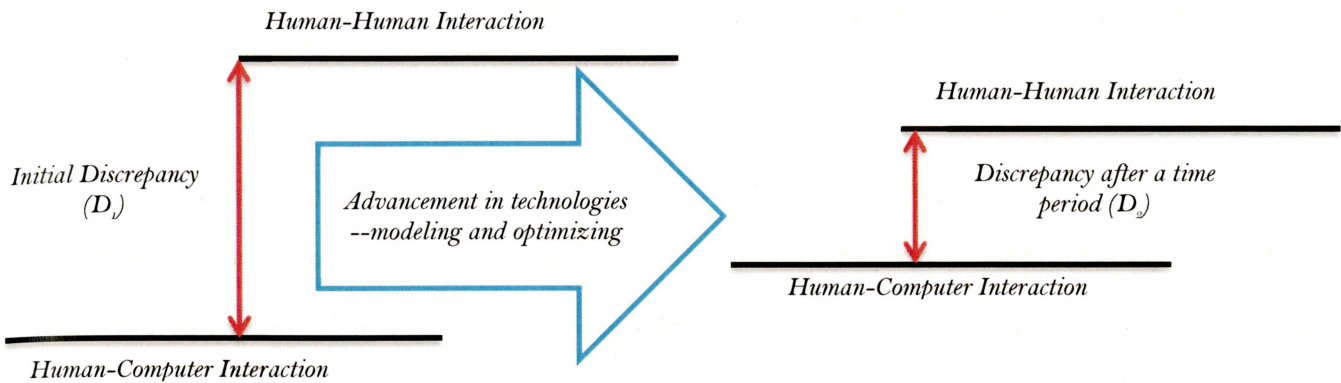 Human-Human Interaction
Initial Discrepancy
(D₁)
Human-Computer Interaction
Advancement in technologies
--modeling and optimizing
Human-Human Interaction
Discrepancy after a time
period (D₂)
Human-Computer Interaction